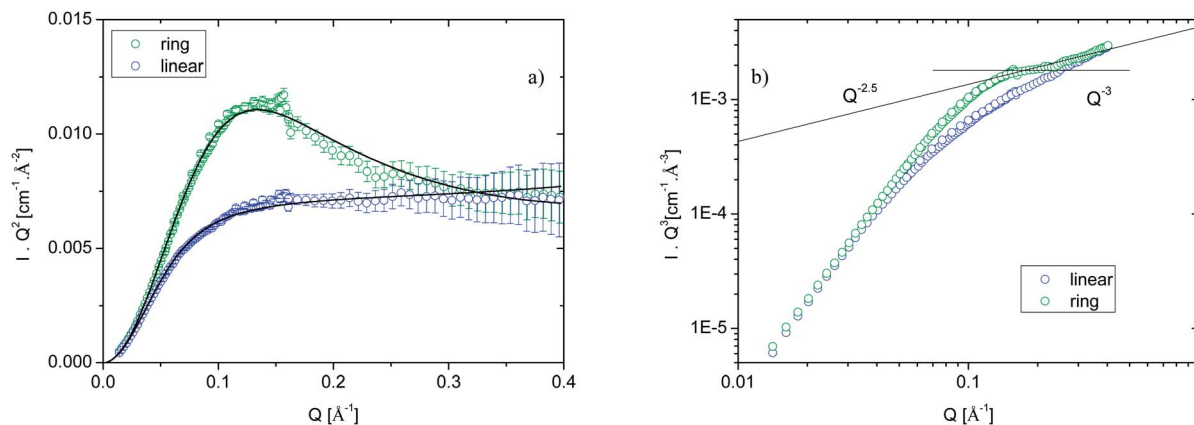 0.015
0.010
0.005
0.000
I . Q² [cm⁻¹.Å⁻²]
ring
linear
a)
0.0 0.1 0.2 0.3 0.4
Q [Å⁻¹]
1E-3
1E-4
1E-5
I . Q³[cm⁻¹.Å⁻³]
b)
Q⁻²·⁵
Q⁻³
linear
ring
0.01 0.1
Q [Å⁻¹]